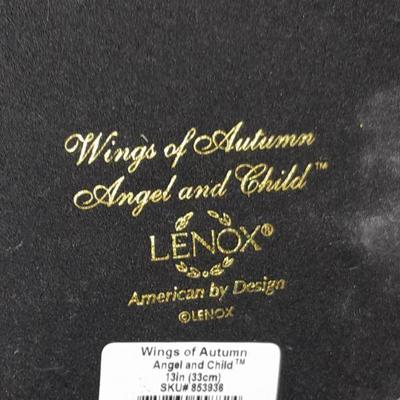 Wings of Autumn
Angel and Child™
LENOX®
American by Design
©LENOX
Wings of Autumn
Angel and Child™
13in (33cm)
SKU# 853936